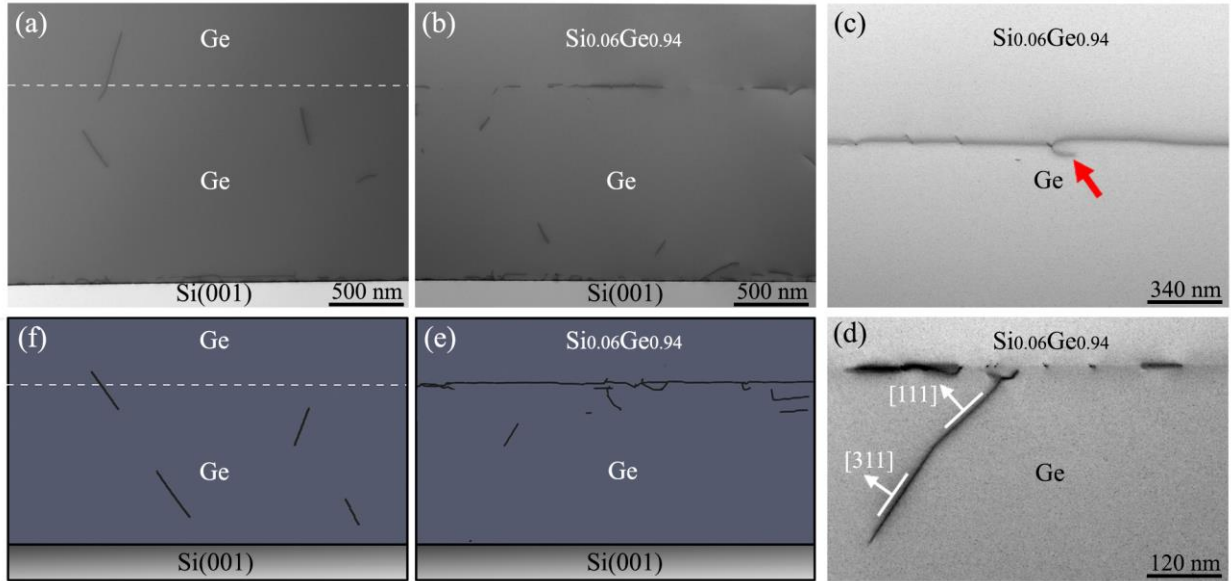 (a)
Ge
Ge
Si(001)
500 nm
(b)
Si0.06Ge0.94
Ge
Si(001)
500 nm
(c)
Si0.06Ge0.94
Ge
340 nm
(f)
Ge
Ge
Si(001)
(e)
Si0.06Ge0.94
Ge
Si(001)
(d)
Si0.06Ge0.94
[111]
[311]
Ge
120 nm